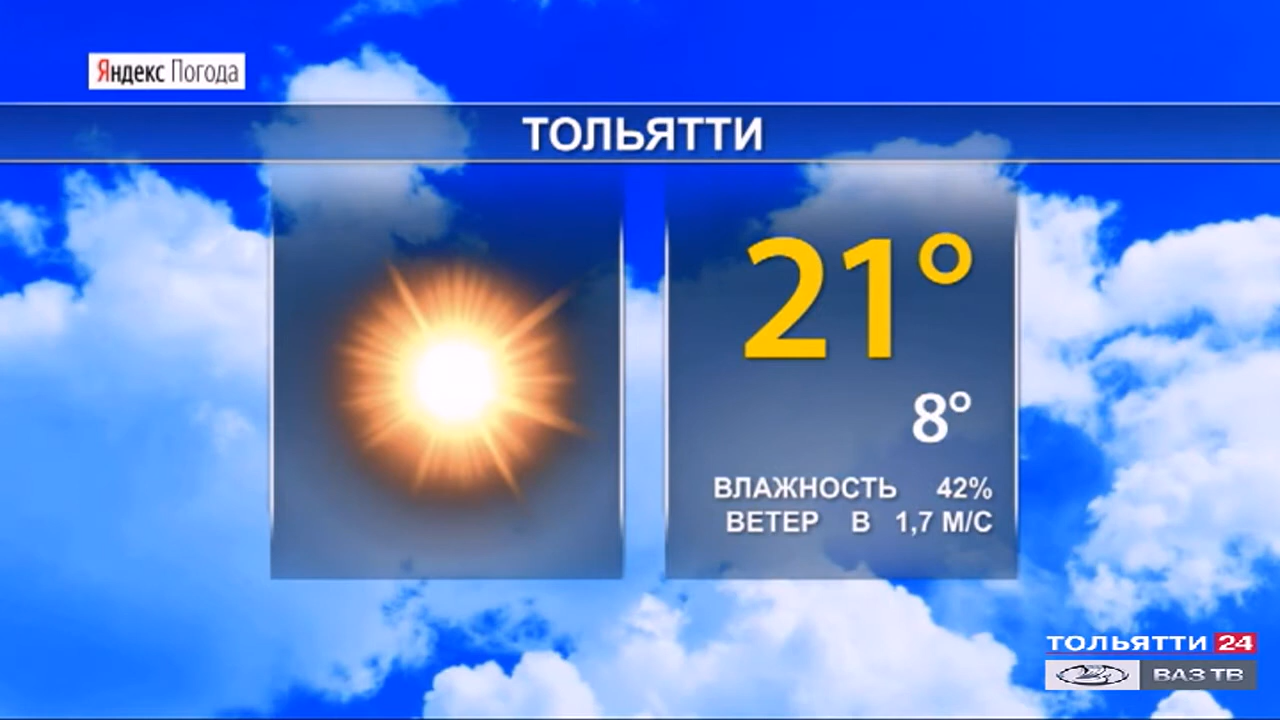 Яндекс Погода
ТОЛЬЯТТИ
21°
8°
ВЛАЖНОСТЬ 42%
ВЕТЕР В 1,7 М/С
ТОЛЬЯТТИ 24
ВАЗ ТВ